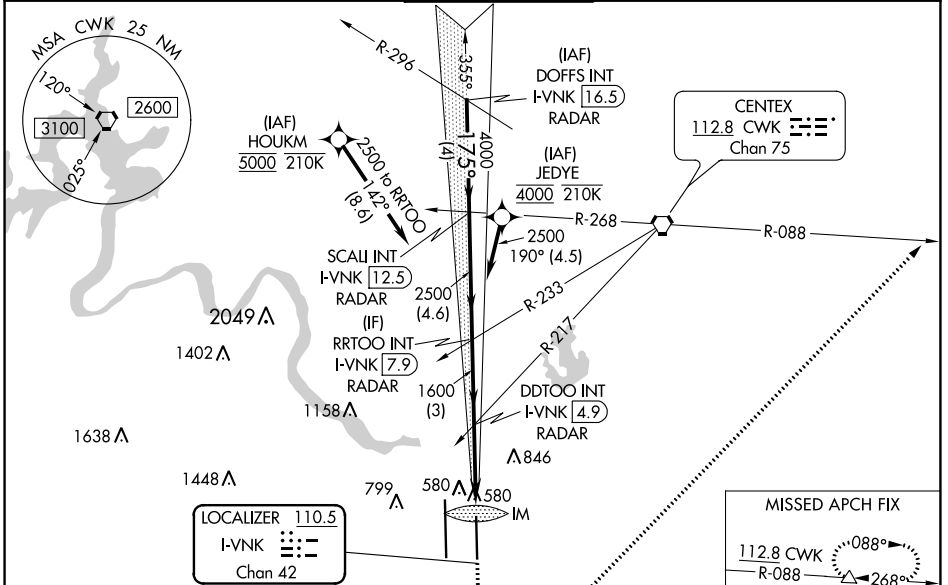 MSA CWK 25 NM
120°
3100
2600
025°
R-296
355°
175°
(4)
4000
(IAF)
DOFFS INT
I-VNK 16.5
RADAR
CENTEX
112.8 CWK
Chan 75
(IAF)
HOUKM
5000 210K
2500 to RRTOO
142°
(8.6)
(IAF)
JEDYE
4000 210K
R-268
R-088
2500
190° (4.5)
SCALI INT
I-VNK 12.5
RADAR
2500
(4.6)
R-233
R-217
(IF)
RRTOO INT
I-VNK 7.9
RADAR
1600
(3)
DDTOO INT
I-VNK 4.9
RADAR
2049
1402
1158
1638
1448
799
580
580
846
IM
LOCALIZER 110.5
I-VNK
Chan 42
MISSED APCH FIX
112.8 CWK
R-088
088°
268°